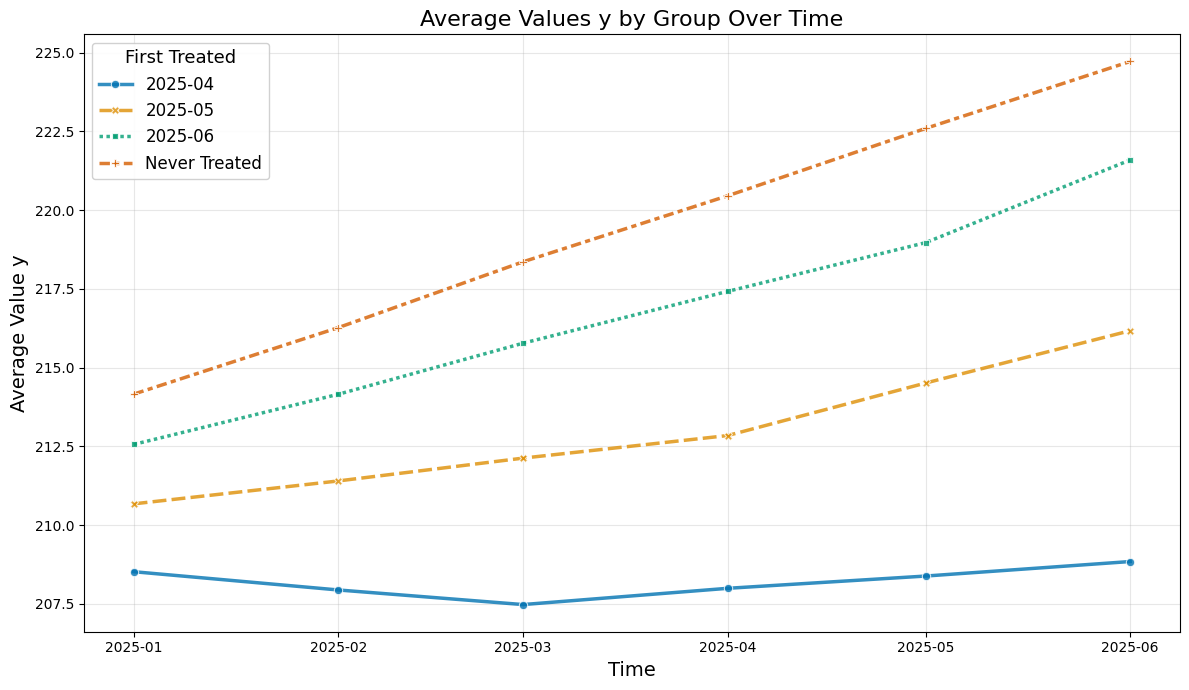 Average Values y by Group Over Time
First Treated
2025-04
2025-05
2025-06
Never Treated
Average Value y
225.0
222.5
220.0
217.5
215.0
212.5
210.0
207.5
2025-01 2025-02 2025-03 2025-04 2025-05 2025-06
Time